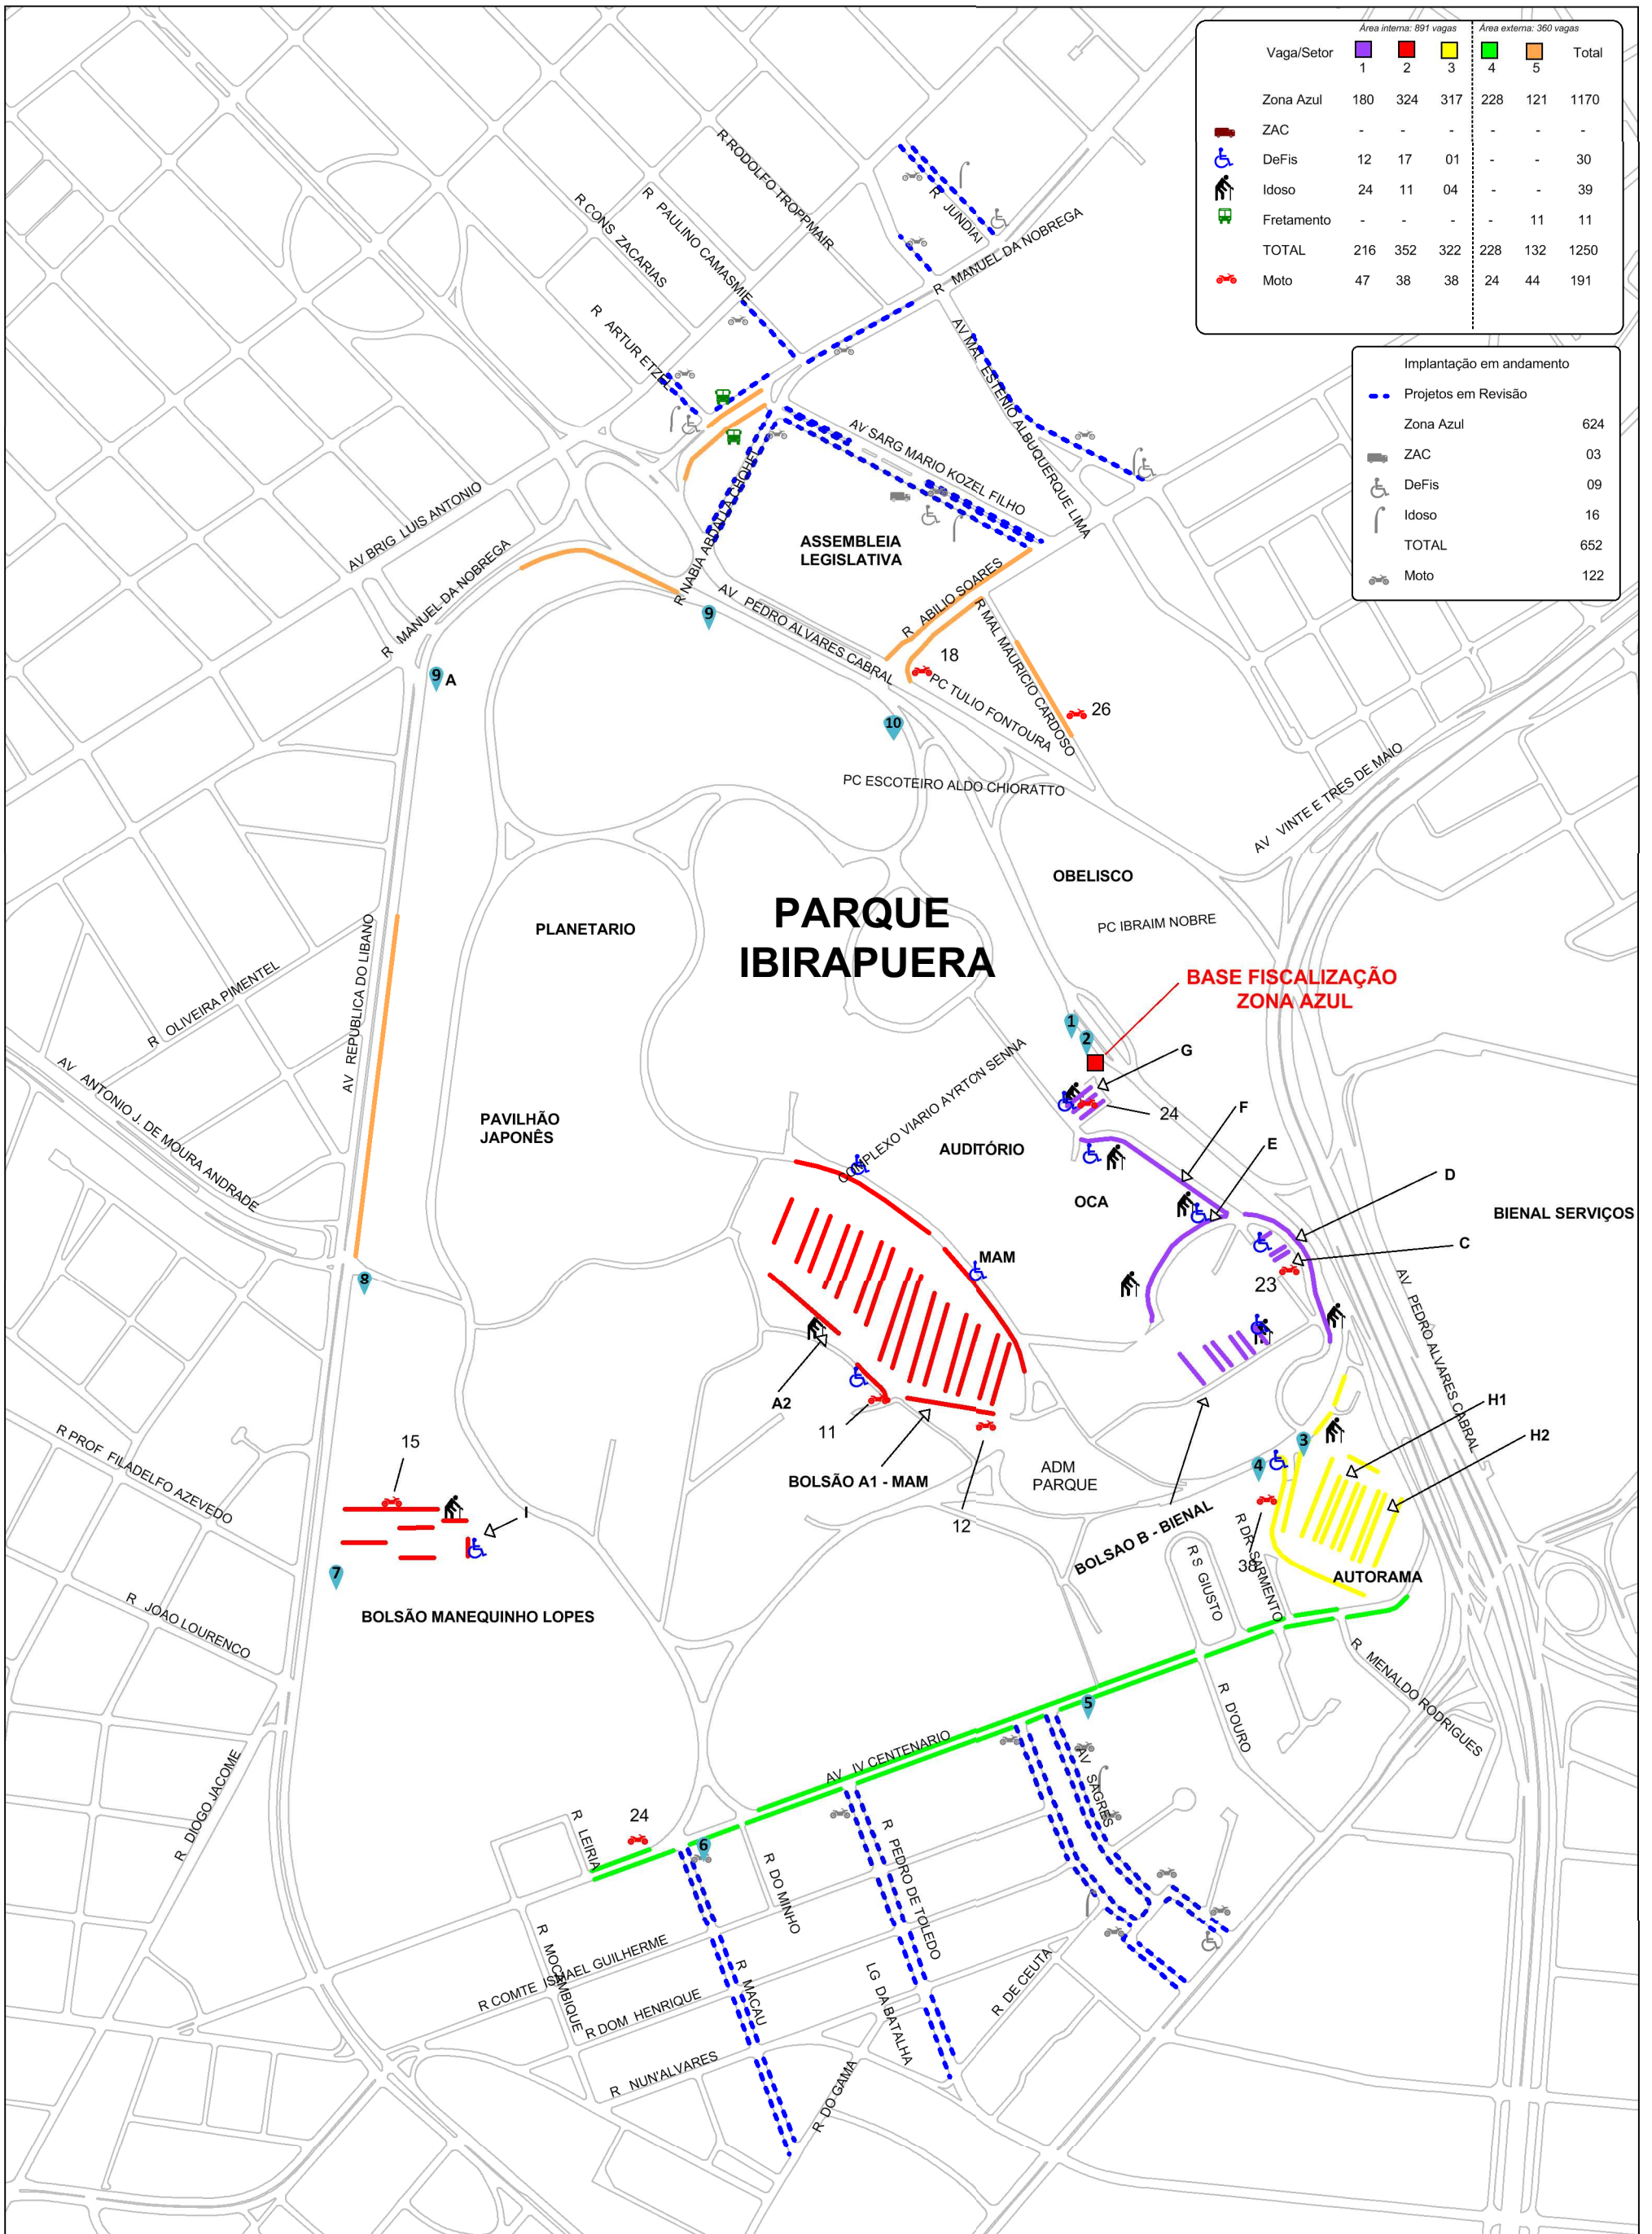 Área interna: 891 vagas Área externa: 360 vagas
Vaga/Setor 1 2 3 4 5 Total
Zona Azul 180 324 317 228 121 1170
ZAC - - - - - -
DeFis 12 17 01 - - 30
Idoso 24 11 04 - - 39
Fretamento - - - - 11 11
TOTAL 216 352 322 228 132 1250
Moto 47 38 38 24 44 191
Implantação em andamento
Projetos em Revisão
Zona Azul 624
ZAC 03
DeFis 09
Idoso 16
TOTAL 652
Moto 122
R RODOLFO TROPPMAIR
R PAULINO CAMASMIE
R CONS ZACARIAS
R ARTUR ETZEL
R JUNDIAI
R MANUEL DA NOBREGA
AV MAL ESTENIO ALBUQUERQUE LIMA
AV SARG MARIO KOZEL FILHO
AV BRIG LUIS ANTONIO
R MANUEL DA NOBREGA
R NABIA ABDALLA CHOHFI
ASSEMBLEIA
LEGISLATIVA
AV PEDRO ALVARES CABRAL
R ABILIO SOARES
R MAL MAURICIO CARDOSO
9
9 A
18
26
10
PC TULIO FONTOURA
PC ESCOTEIRO ALDO CHIORATTO
AV VINTE E TRES DE MAIO
OBELISCO
PC IBRAIM NOBRE
PARQUE
IBIRAPUERA
PLANETARIO
AV REPUBLICA DO LIBANO
R OLIVEIRA PIMENTEL
AV ANTONIO J. DE MOURA ANDRADE
BASE FISCALIZAÇÃO
ZONA AZUL
1
2
G
24
F
E
D
C
23
PAVILHÃO
JAPONÊS
COMPLEXO VIARIO AYRTON SENNA
AUDITÓRIO
OCA
BIENAL SERVIÇOS
MAM
AV PEDRO ALVARES CABRAL
8
A2
11
BOLSÃO A1 - MAM
12
ADM
PARQUE
BOLSAO B - BIENAL
H1
H2
3
4
38
R DR SARMENTO
R S GIUSTO
AUTORAMA
R PROF FILADELFO AZEVEDO
15
I
7
BOLSÃO MANEQUINHO LOPES
R JOAO LOURENCO
R DIOGO JACOME
R MENALDO RODRIGUES
R D'OURO
5
AV IV CENTENARIO
AV SAGRES
R LEIRIA
24
6
R DO MINHO
R PEDRO DE TOLEDO
R MOCAMBIQUE
R COMTE ISMAEL GUILHERME
R DOM HENRIQUE
R MACAU
LG DA BATALHA
R DE CEUTA
R NUN'ALVARES
R DO GAMA